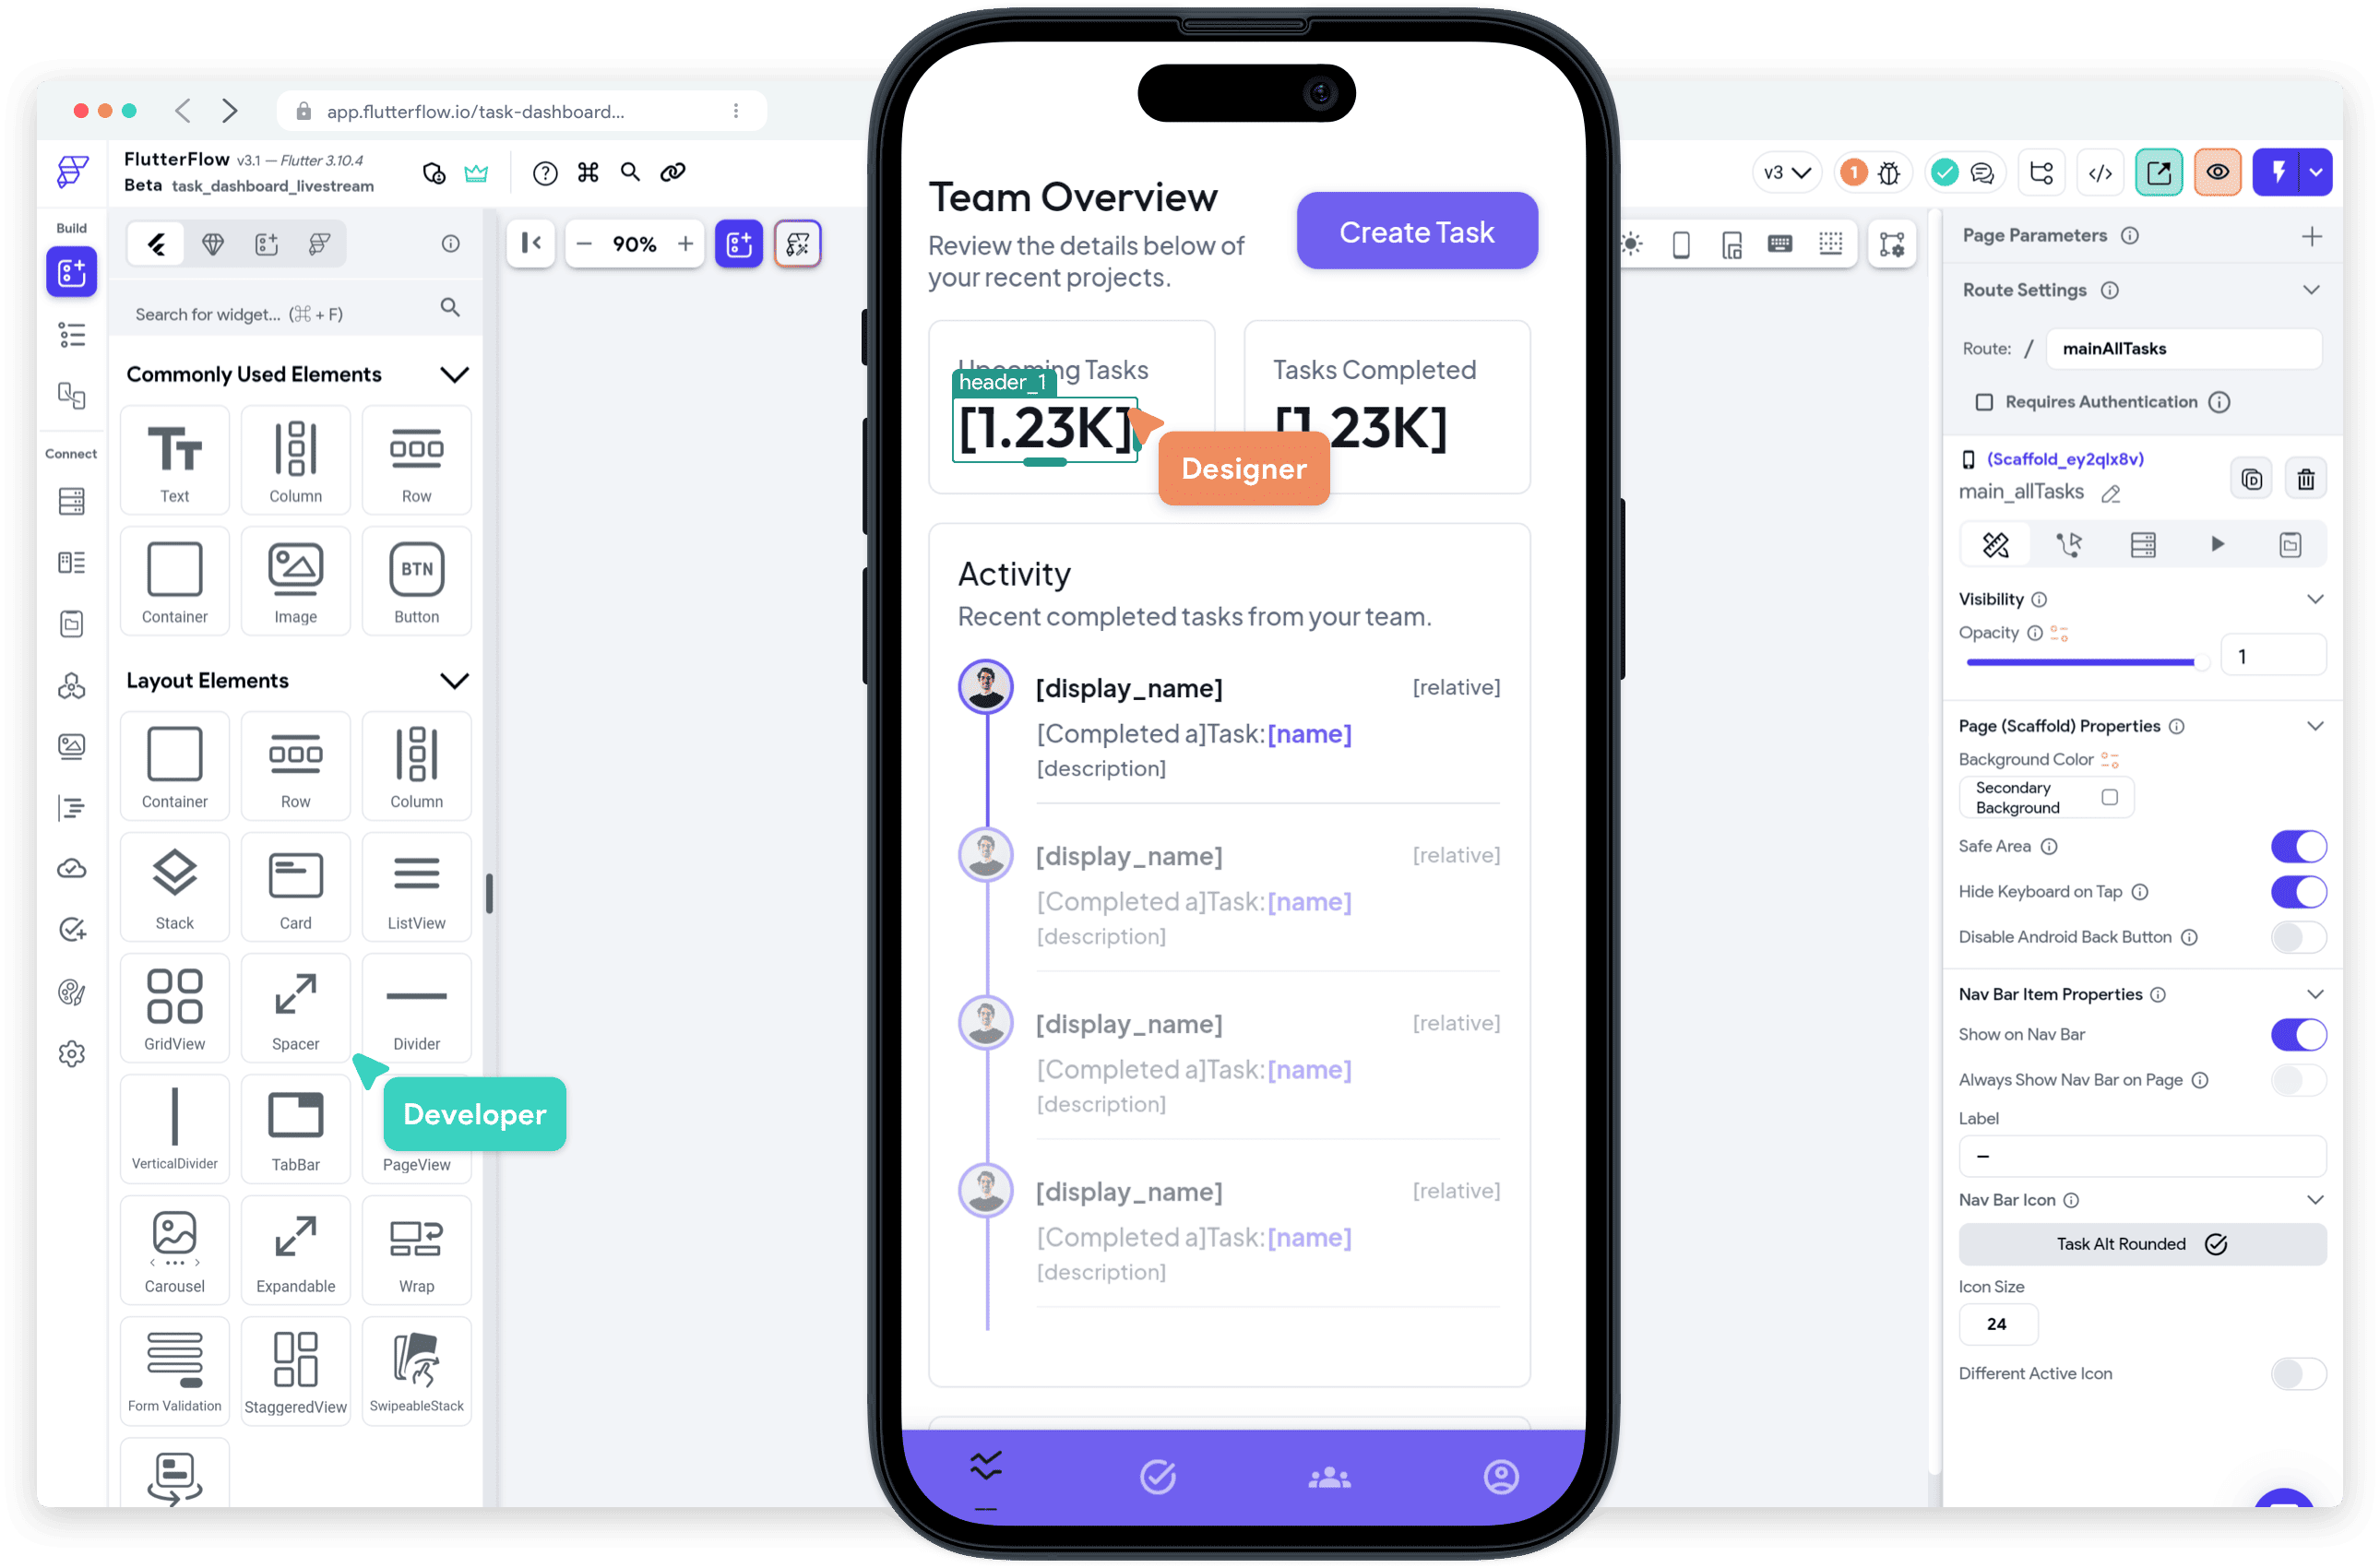 app.flutterflow.io/task-dashboard...
FlutterFlow v3.1 — Flutter 3.10.4
Beta task_dashboard_livestream
v3
1
Build
Connect
90%
Search for widget... (⌘ + F)
Commonly Used Elements
Text
Column
Row
Container
Image
BTN
Button
Layout Elements
Container
Row
Column
Stack
Card
ListView
GridView
Spacer
Divider
VerticalDivider
TabBar
PageView
Developer
Carousel
Expandable
Wrap
Form Validation
StaggeredView
SwipeableStack
Team Overview
Review the details below of
your recent projects.
Create Task
Upcoming Tasks
header_1
[1.23K]
Designer
Tasks Completed
[1.23K]
Activity
Recent completed tasks from your team.
[display_name]
[relative]
[Completed a]Task:[name]
[description]
[display_name]
[relative]
[Completed a]Task:[name]
[description]
[display_name]
[relative]
[Completed a]Task:[name]
[description]
[display_name]
[relative]
[Completed a]Task:[name]
[description]
Page Parameters
Route Settings
Route: / mainAllTasks
Requires Authentication
(Scaffold_ey2qlx8v)
main_allTasks
Visibility
Opacity
1
Page (Scaffold) Properties
Background Color
Secondary
Background
Safe Area
Hide Keyboard on Tap
Disable Android Back Button
Nav Bar Item Properties
Show on Nav Bar
Always Show Nav Bar on Page
Label
—
Nav Bar Icon
Task Alt Rounded
Icon Size
24
Different Active Icon